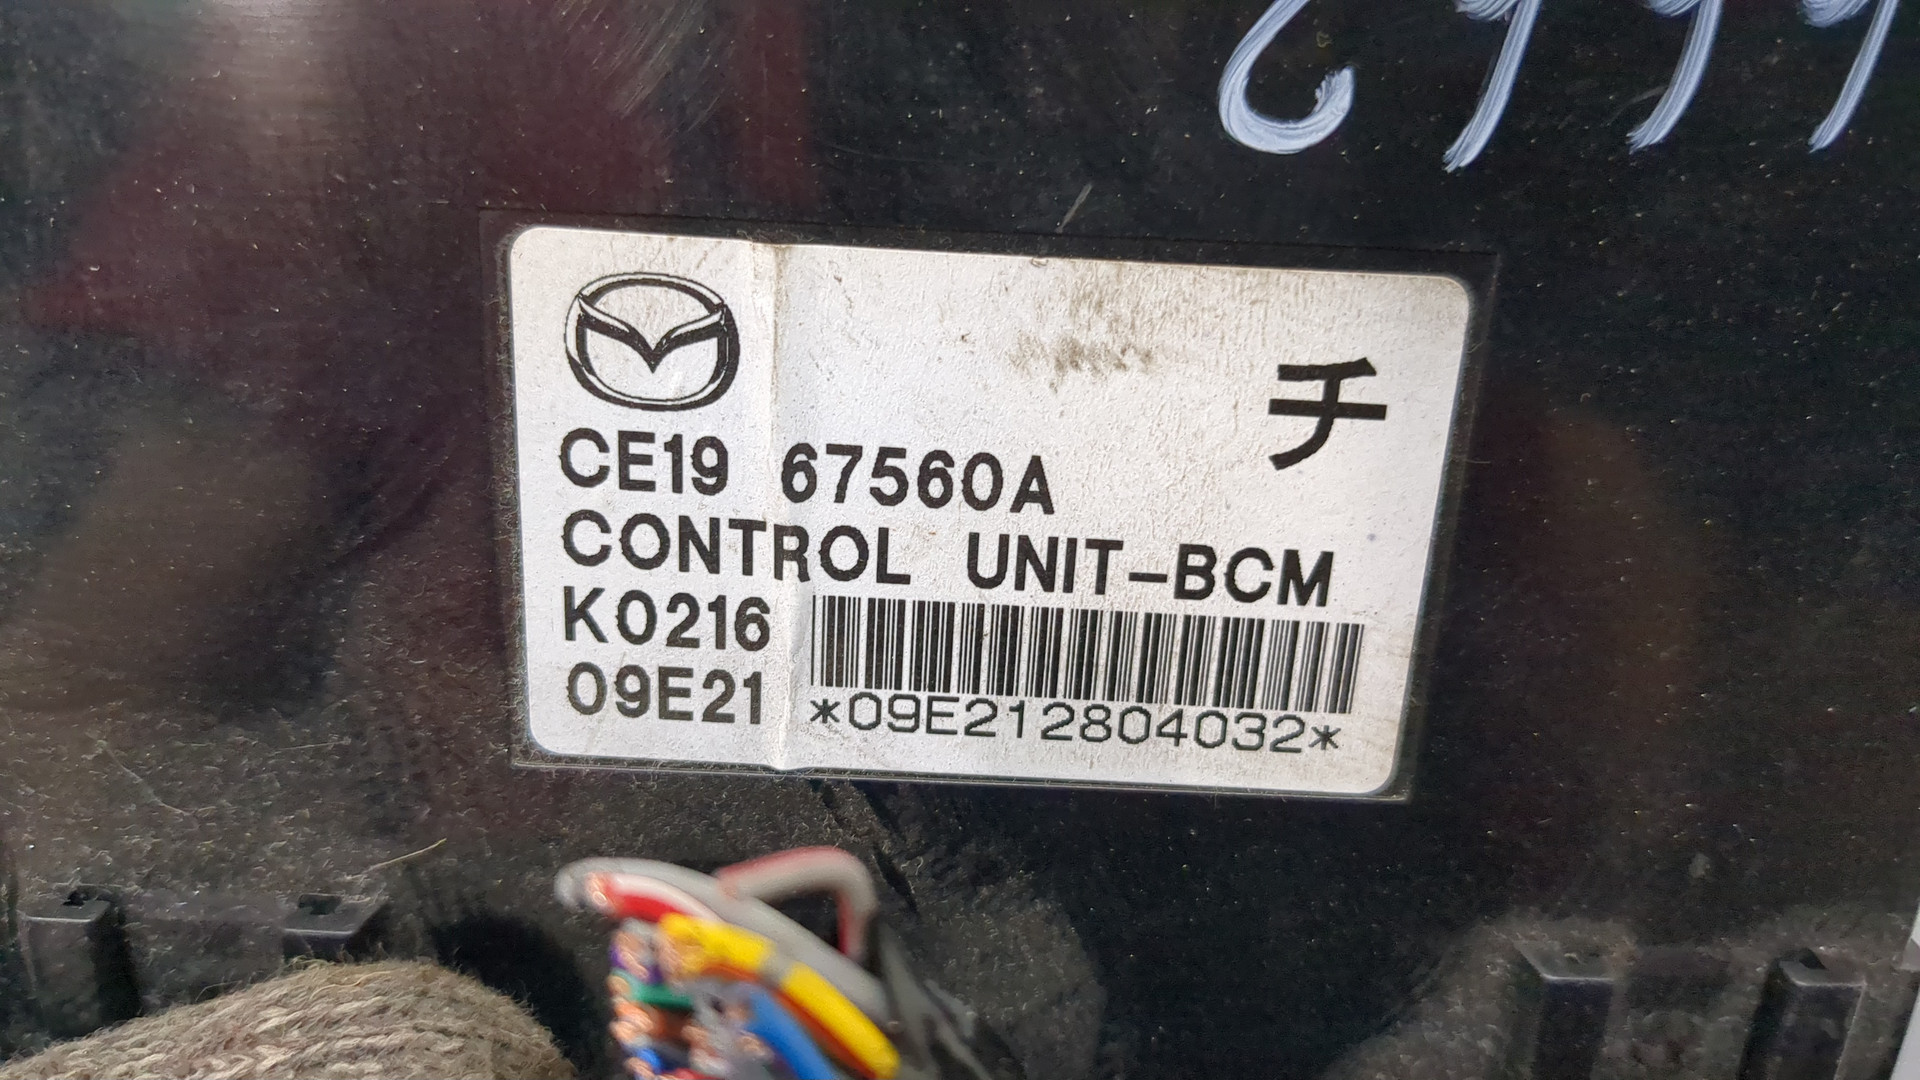 チ
CE19 67560A
CONTROL UNIT-BCM
K0216
09E21
*09E212804032*